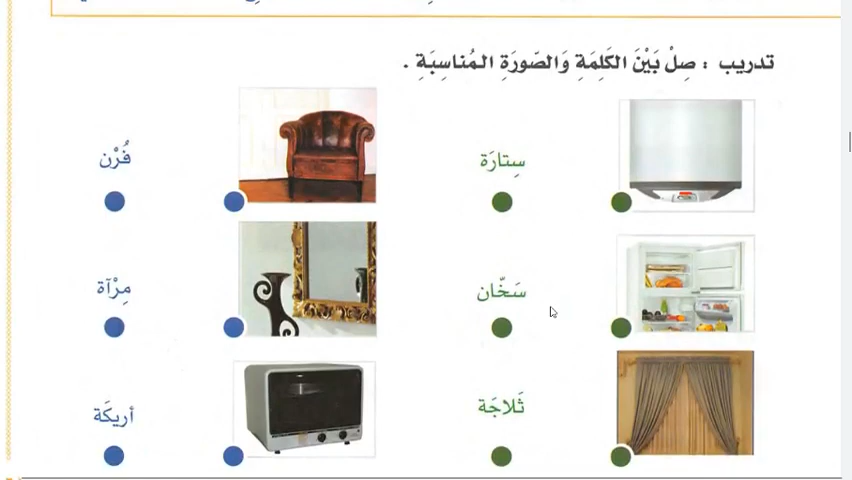 تدريب : صِلْ بَيْنَ الكَلِمَةِ وَالصّورَةِ المُناسِبَةِ .
سِتارَة
سَخّان
ثَلاجَة
فُرْن
مِرْآة
أريكَة